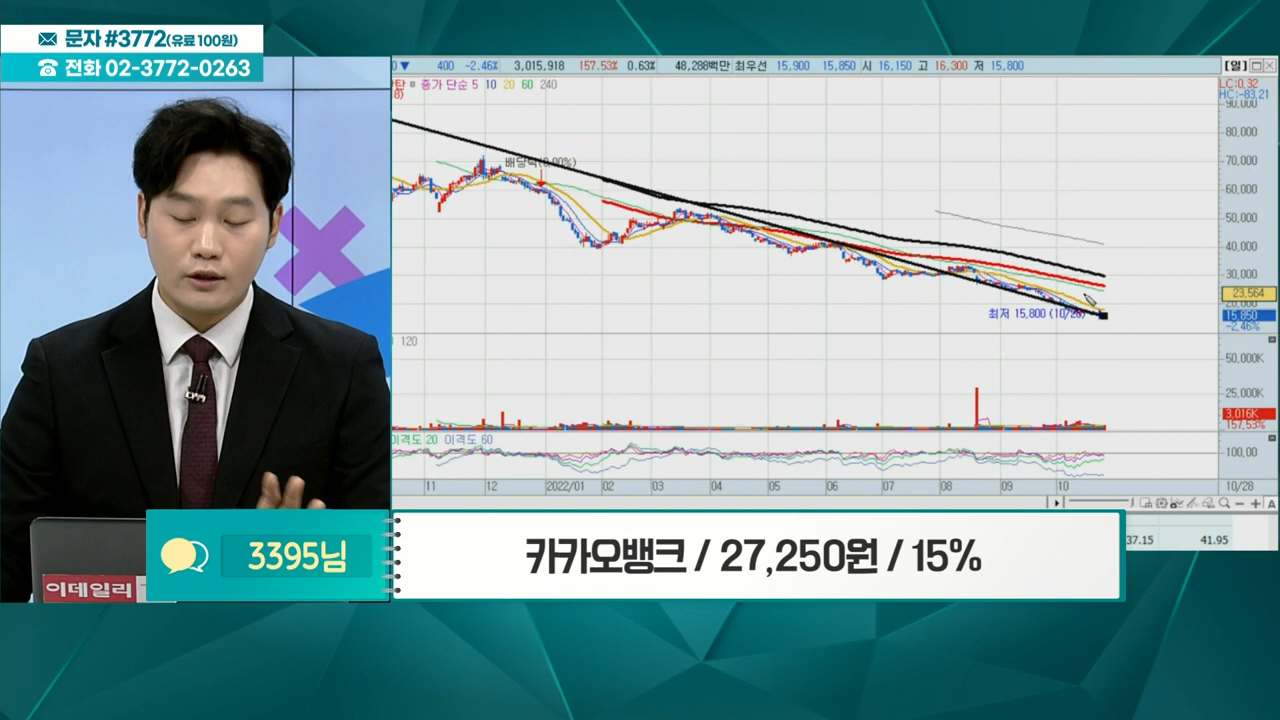 문자 #3772(유료 100원)
전화 02-3772-0263
▼ 400 -2.46% 3,015,918 157.53% 0.63% 48,288백만 최우선 15,900 15,850 시 16,150 고 16,300 저 15,800 [일]
종가 단순 5 10 20 60 240
LC:0,32
HC:-83,21
90,000
80,000
70,000
60,000
50,000
40,000
30,000
23,564
20,000
15,850
-2,46%
배당락(0,00%)
최저 15,800 (10/28)
120
50,000K
25,000K
3,016K
157,53%
이격도 20 이격도 60
100,00
11 12 2022/01 02 03 04 05 06 07 08 09 10 10/28
37.15 41.95
이데일리
3395님
카카오뱅크 / 27,250원 / 15%